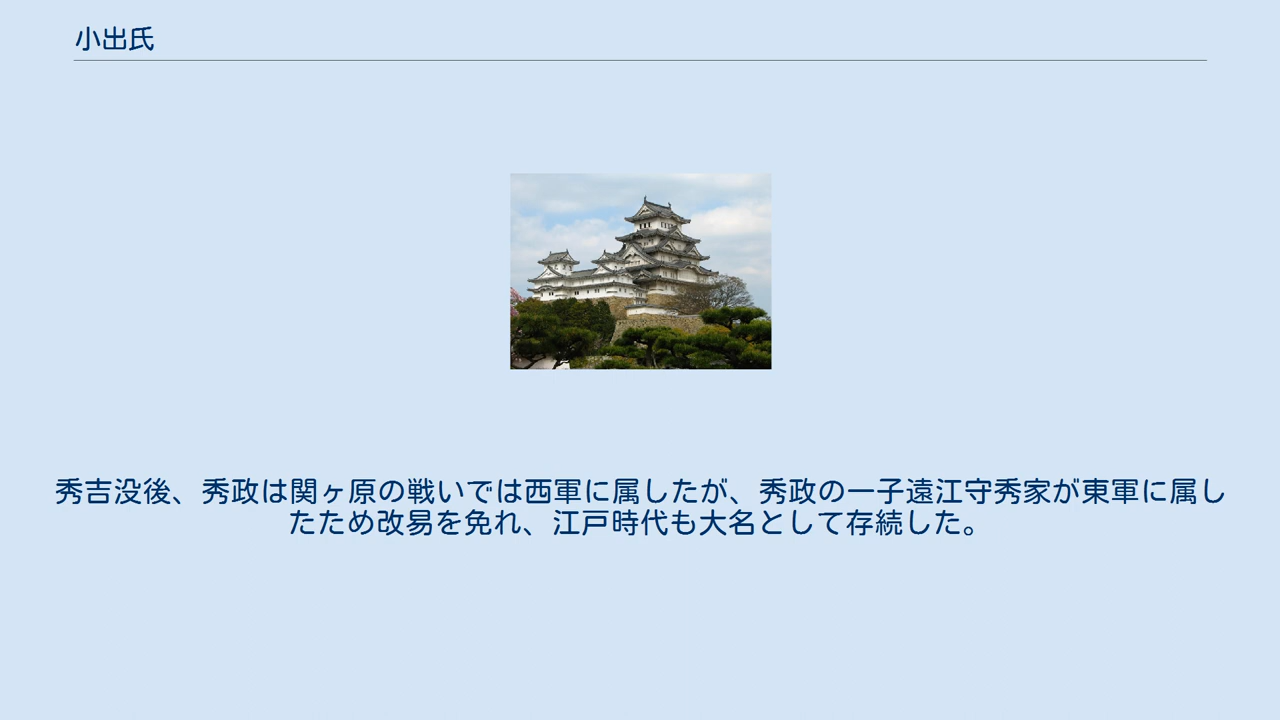 小出氏
秀吉没後、秀政は関ヶ原の戦いでは西軍に属したが、秀政の一子遠江守秀家が東軍に属し
たため改易を免れ、江戸時代も大名として存続した。